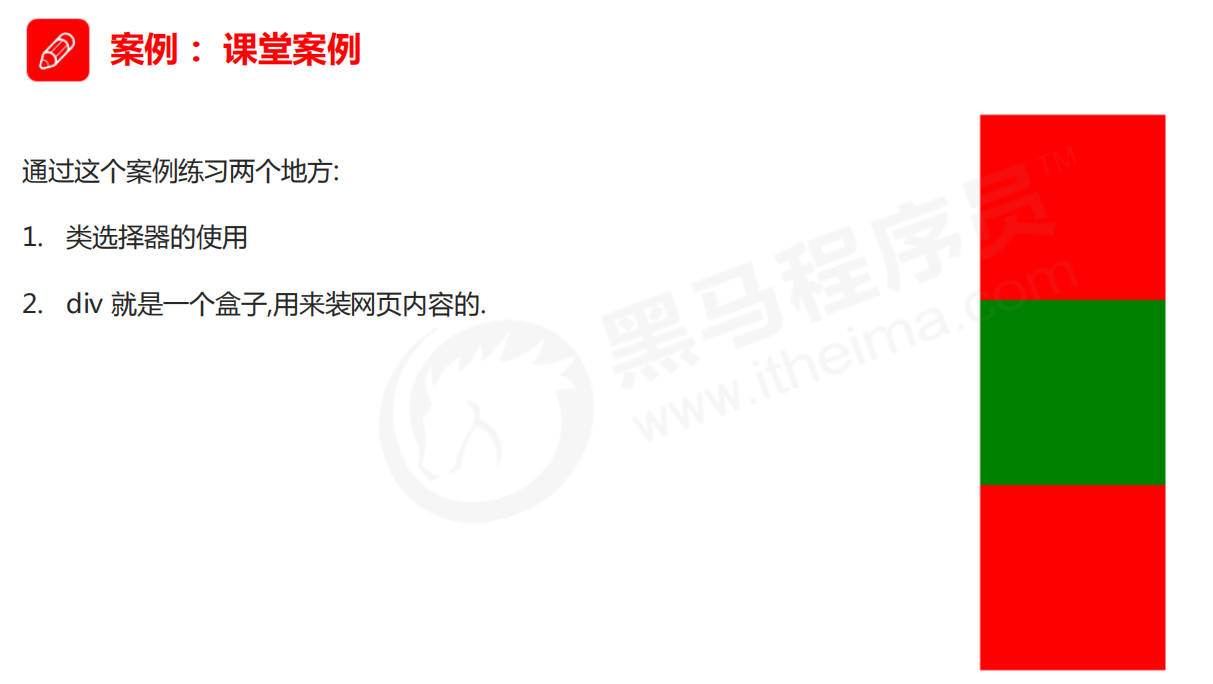 案例： 课堂案例
通过这个案例练习两个地方:
1. 类选择器的使用
2. div 就是一个盒子,用来装网页内容的.
黑马程序员™
www.itheima.com